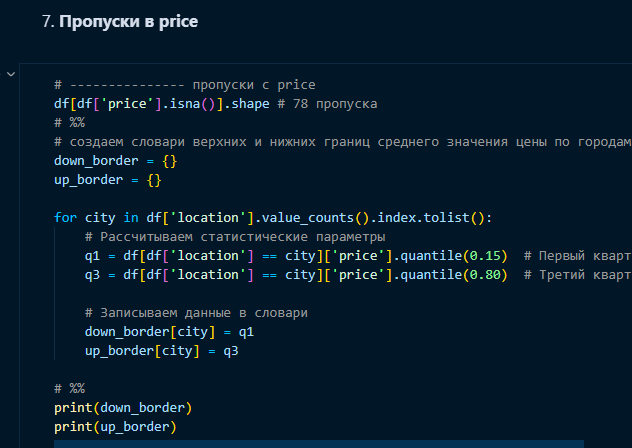 7. Пропуски в price
# --------------- пропуски с price
df[df['price'].isna()].shape # 78 пропуска
# %%
# создаем словари верхних и нижних границ среднего значения цены по городам
down_border = {}
up_border = {}
for city in df['location'].value_counts().index.tolist():
# Рассчитываем статистические параметры
q1 = df[df['location'] == city]['price'].quantile(0.15) # Первый кварт
q3 = df[df['location'] == city]['price'].quantile(0.80) # Третий кварт
# Записываем данные в словари
down_border[city] = q1
up_border[city] = q3
# %%
print(down_border)
print(up_border)